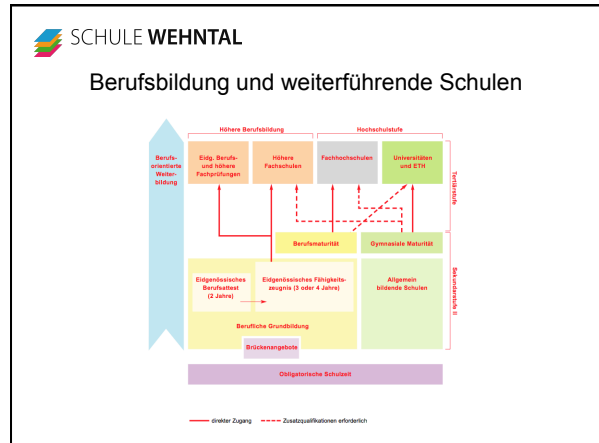 SCHULE WEHNTAL
Berufsbildung und weiterführende Schulen
Höhere Berufsbildung
Hochschulstufe
Berufs-
orientierte
Weiter-
bildung
Eidg. Berufs-
und höhere
Fachprüfungen
Höhere
Fachschulen
Fachhochschulen
Universitäten
und ETH
Tertiärstufe
Berufsmaturität
Gymnasiale Maturität
Eidgenössisches
Berufsattest
(2 Jahre)
Eidgenössisches Fähigkeits-
zeugnis (3 oder 4 Jahre)
Allgemein
bildende Schulen
Sekundarstufe II
Berufliche Grundbildung
Brückenangebote
Obligatorische Schulzeit
direkter Zugang
Zusatzqualifikationen erforderlich